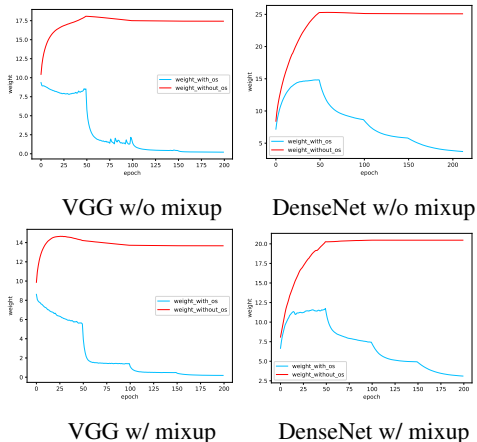 17.5
15.0
12.5
10.0
7.5
5.0
2.5
0.0
weight
weight_with_os
weight_without_os
0 25 50 75 100 125 150 175 200
epoch
VGG w/o mixup
25
20
15
10
5
weight
weight_with_os
weight_without_os
0 50 100 150 200
epoch
DenseNet w/o mixup
14
12
10
8
6
4
2
0
weight
weight_with_os
weight_without_os
0 25 50 75 100 125 150 175 200
epoch
VGG w/ mixup
20.0
17.5
15.0
12.5
10.0
7.5
5.0
2.5
weight
weight_with_os
weight_without_os
0 25 50 75 100 125 150 175 200
epoch
DenseNet w/ mixup